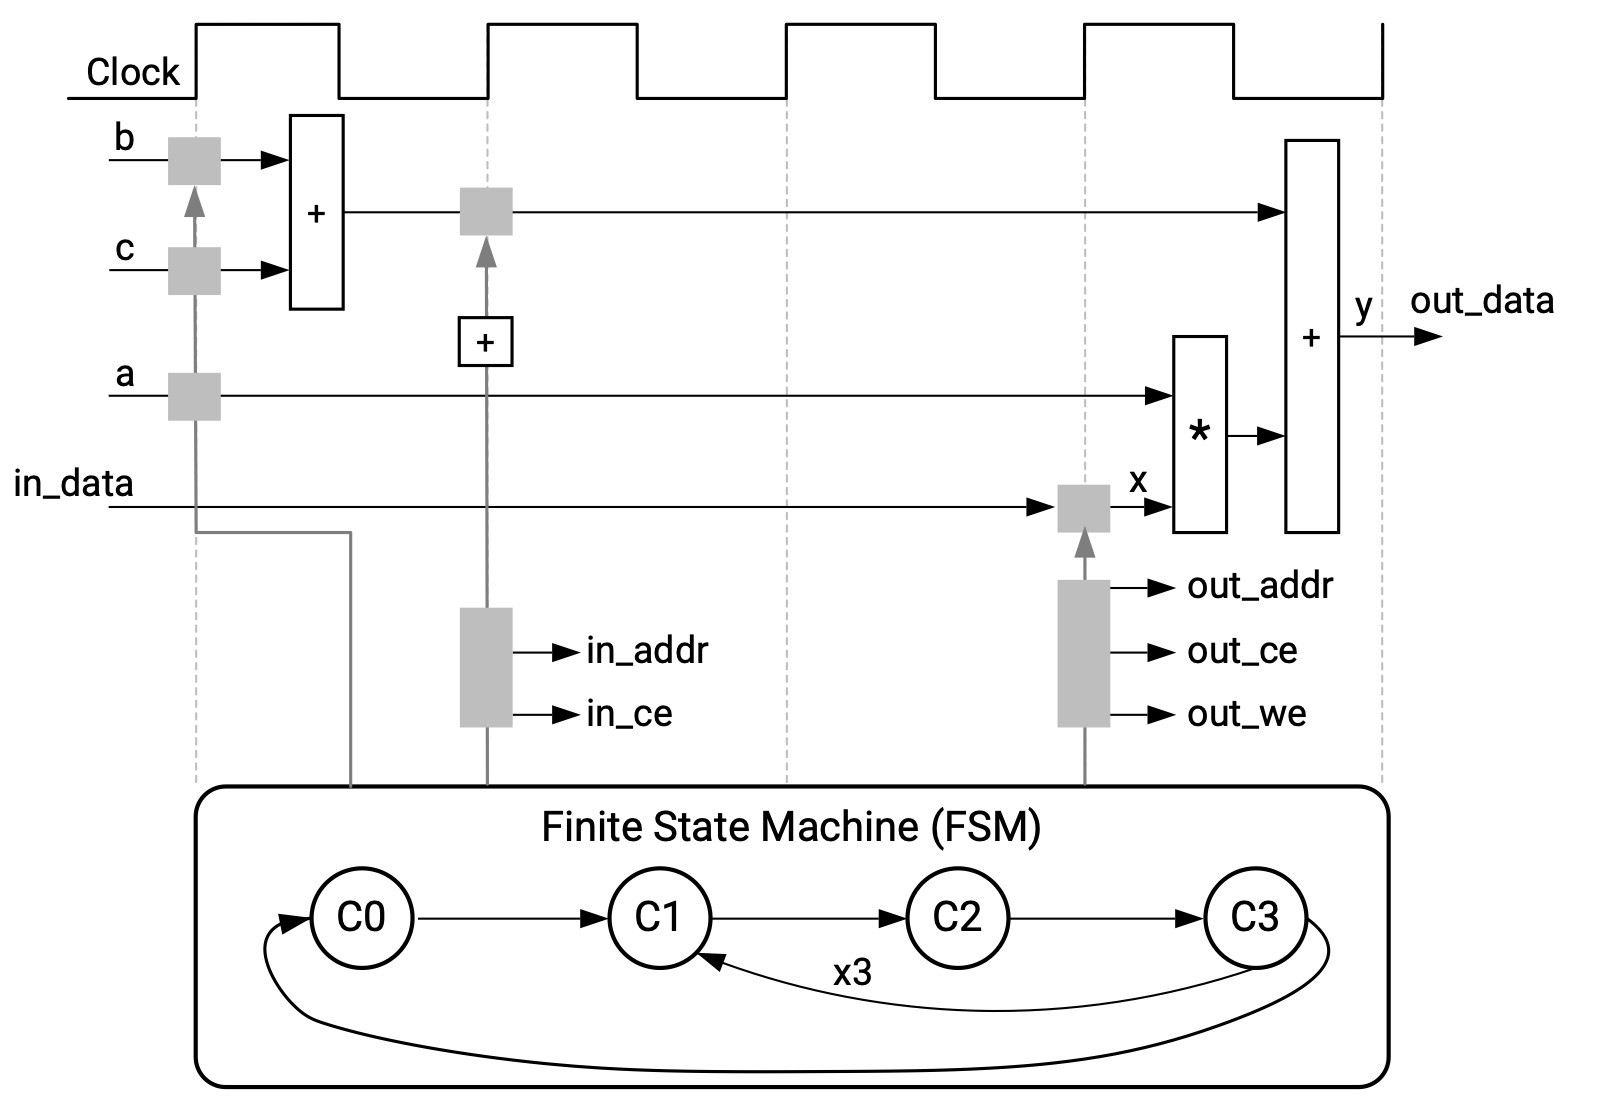 Clock
b
+
c
+
a
+
y
out_data
*
in_data
x
out_addr
in_addr
out_ce
in_ce
out_we
Finite State Machine (FSM)
C0
C1
C2
C3
x3